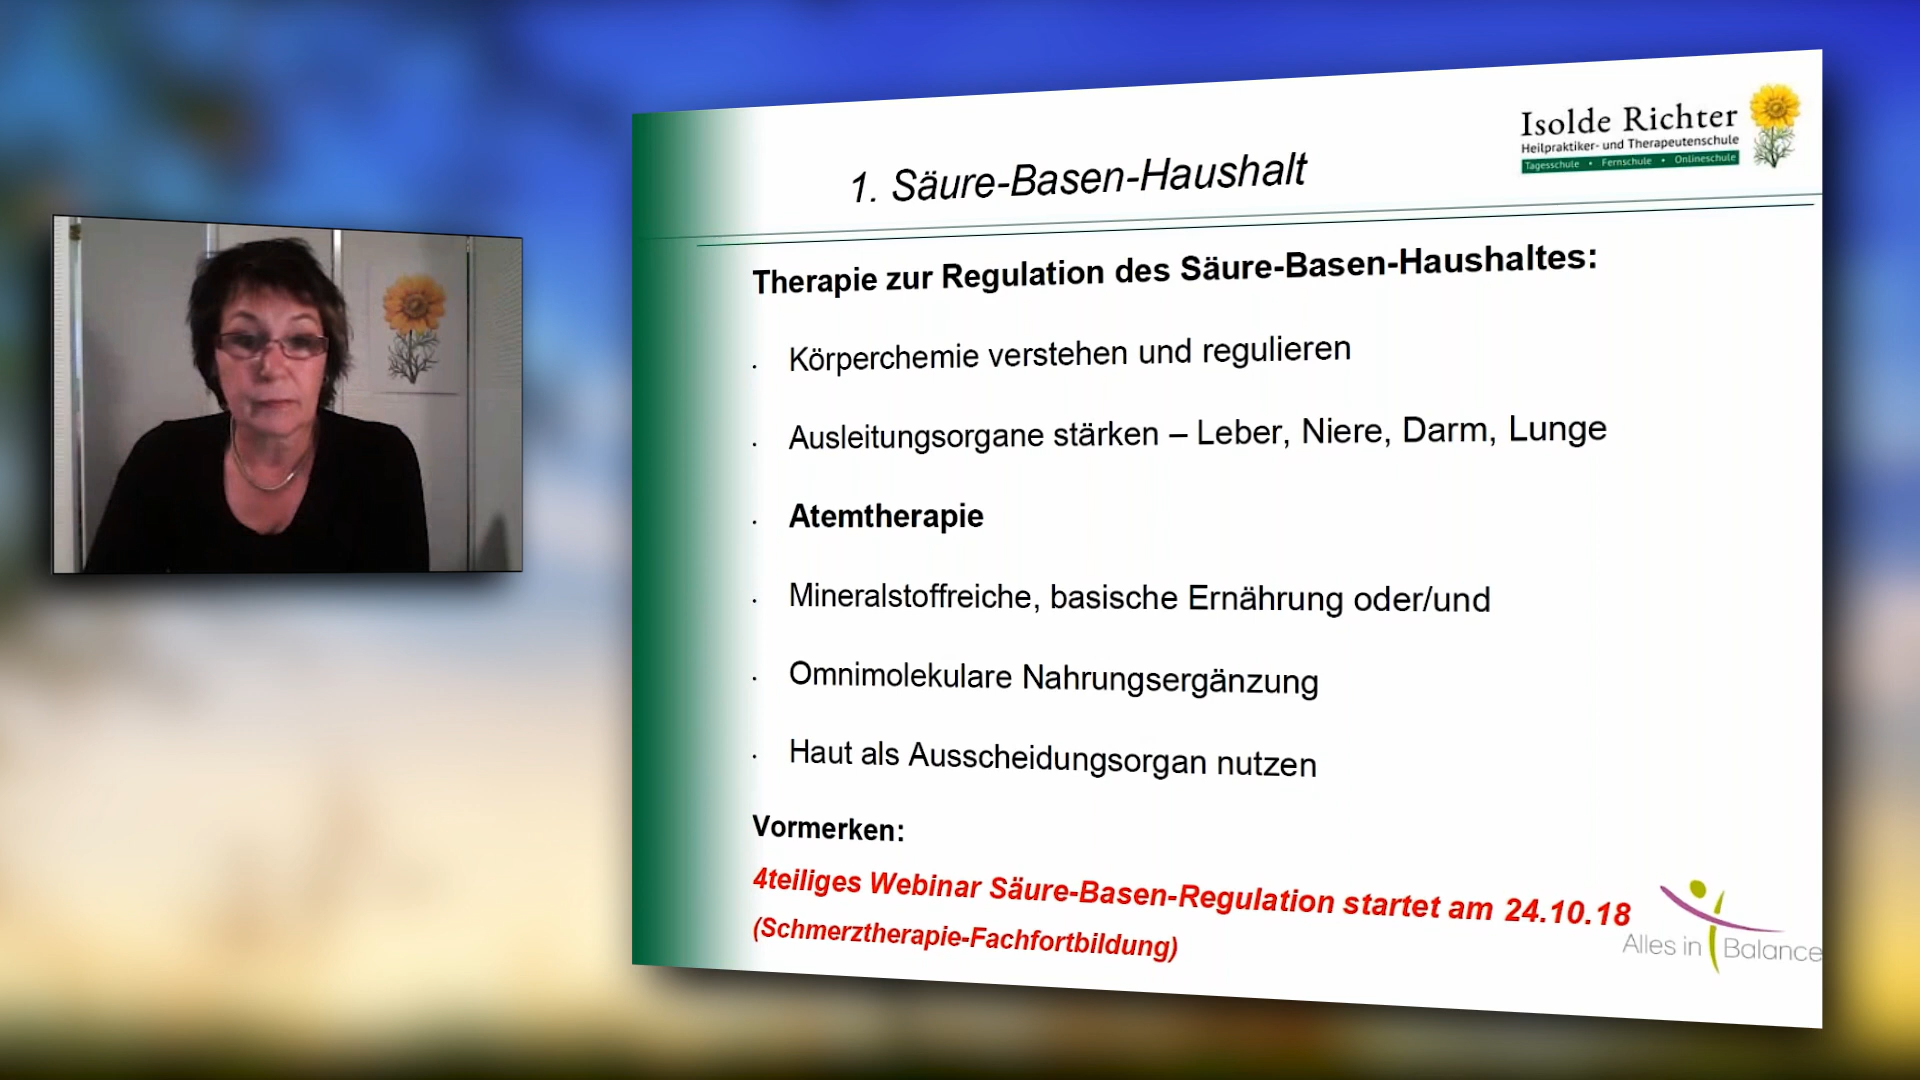 Isolde Richter
Heilpraktiker- und Therapeutenschule
Tagesschule • Fernschule • Onlineschule
1. Säure-Basen-Haushalt
Therapie zur Regulation des Säure-Basen-Haushaltes:
· Körperchemie verstehen und regulieren
· Ausleitungsorgane stärken – Leber, Niere, Darm, Lunge
· Atemtherapie
· Mineralstoffreiche, basische Ernährung oder/und
· Omnimolekulare Nahrungsergänzung
· Haut als Ausscheidungsorgan nutzen
Vormerken:
4teiliges Webinar Säure-Basen-Regulation startet am 24.10.18
(Schmerztherapie-Fachfortbildung)
Alles in Balance